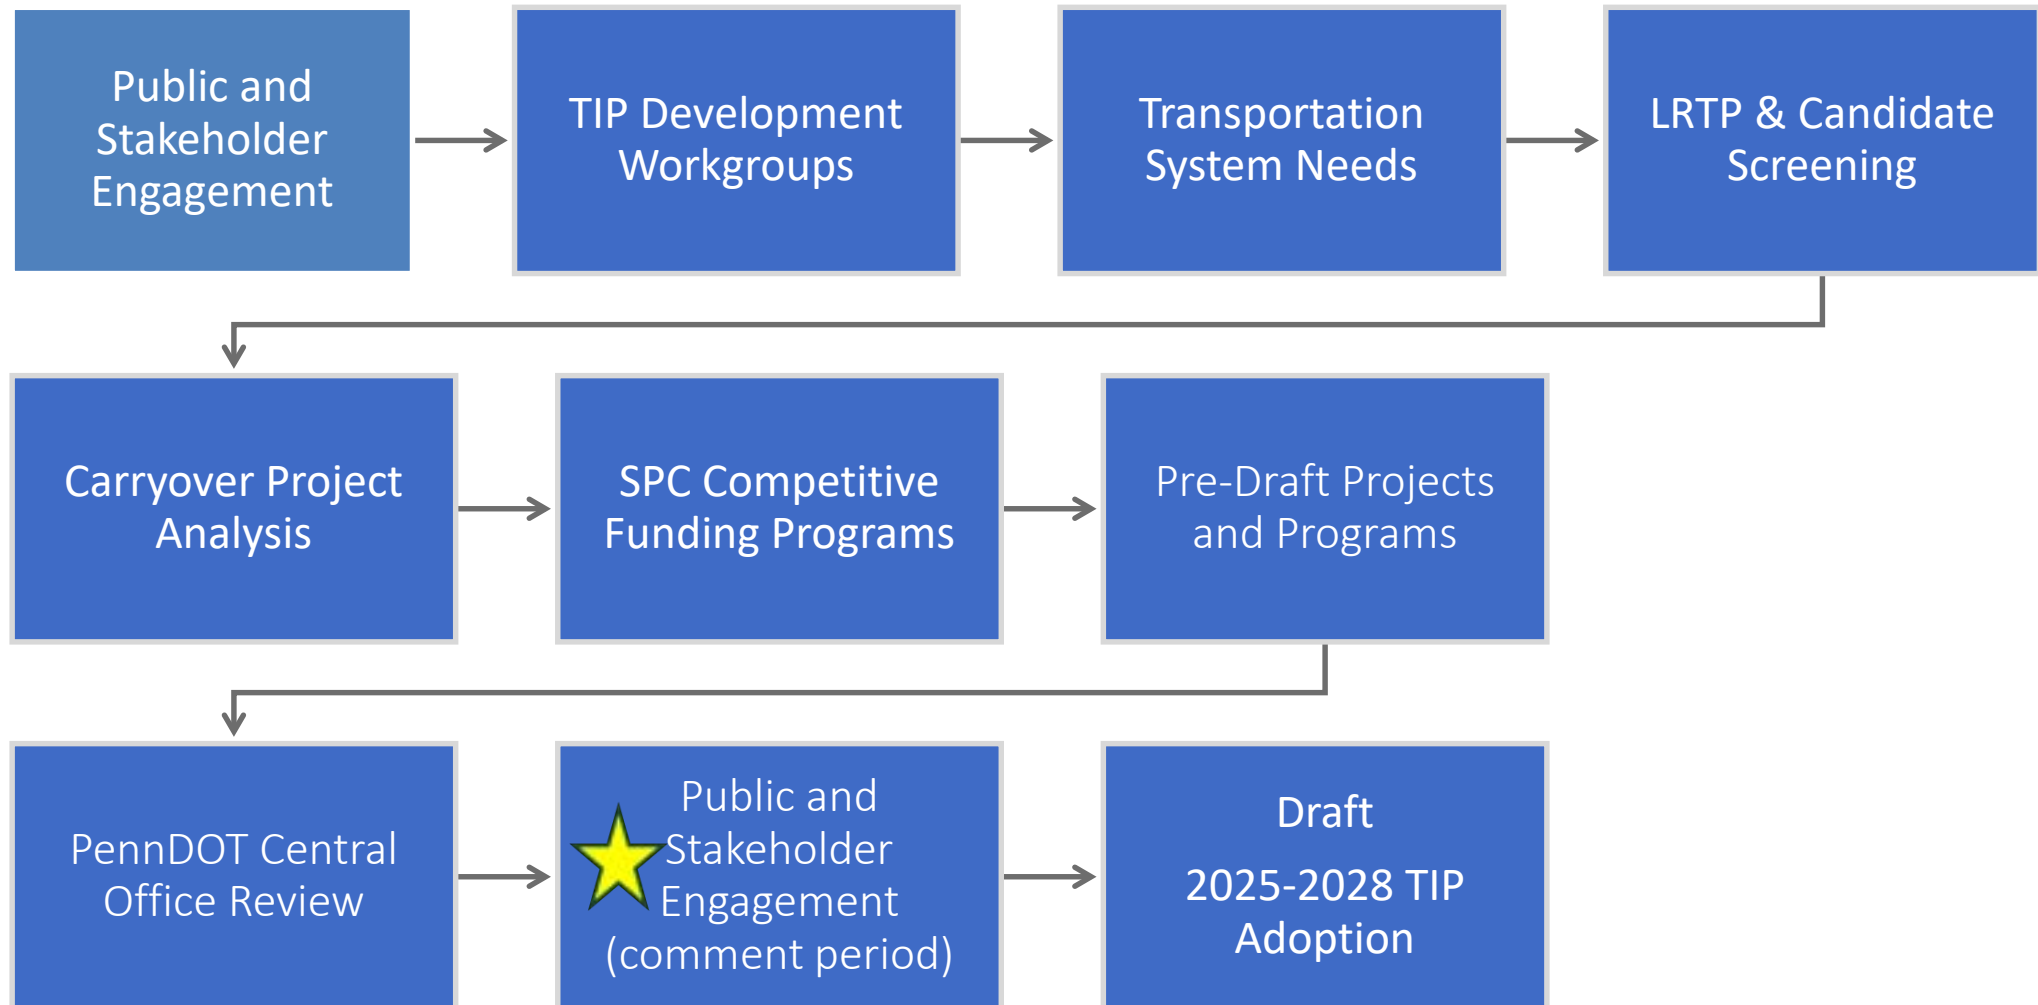 Public and
Stakeholder
Engagement
TIP Development
Workgroups
Transportation
System Needs
LRTP & Candidate
Screening
Carryover Project
Analysis
SPC Competitive
Funding Programs
Pre-Draft Projects
and Programs
PennDOT Central
Office Review
Public and
Stakeholder
Engagement
(comment period)
Draft
2025-2028 TIP
Adoption